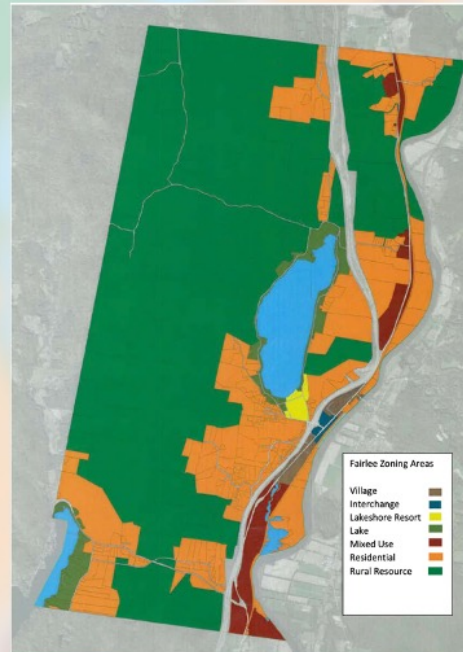 Fairlee Zoning Areas
Village
Interchange
Lakeshore Resort
Lake
Mixed Use
Residential
Rural Resource